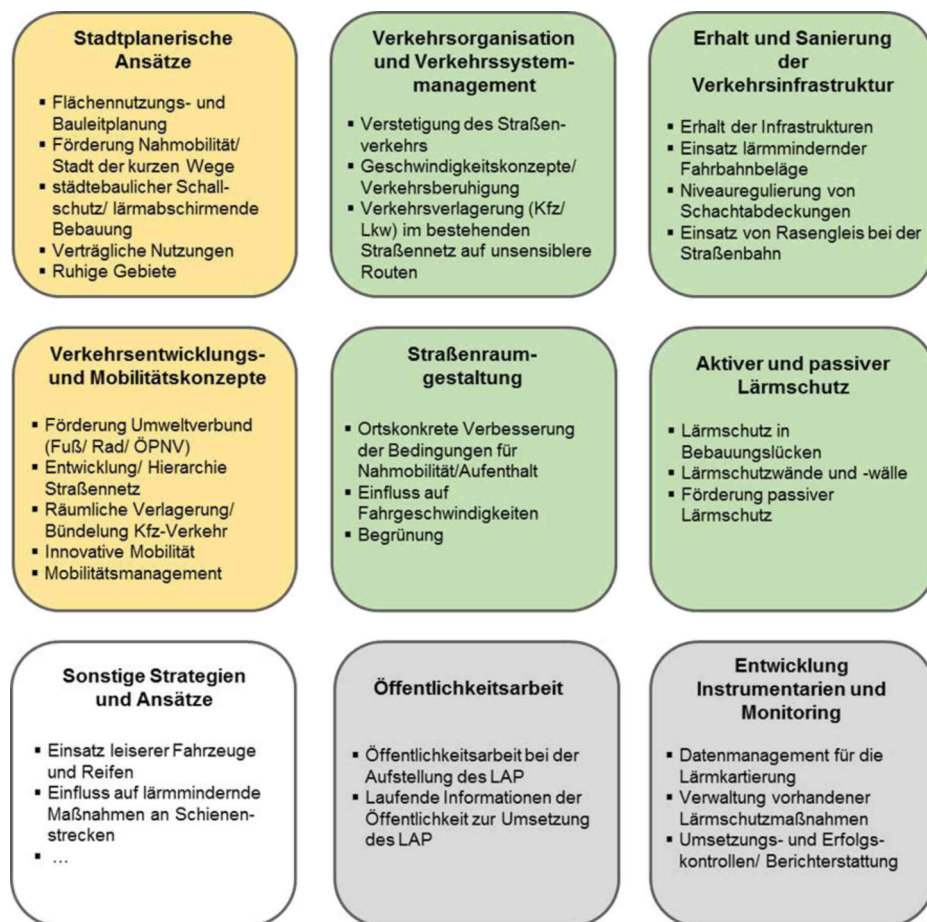 Stadtplanerische
Ansätze
▪ Flächennutzungs- und
Bauleitplanung
▪ Förderung Nahmobilität/
Stadt der kurzen Wege
▪ städtebaulicher Schall-
schutz/ lärmabschirmende
Bebauung
▪ Verträgliche Nutzungen
▪ Ruhige Gebiete
Verkehrsorganisation
und Verkehrssystem-
management
▪ Verstetigung des Straßen-
verkehrs
▪ Geschwindigkeitskonzepte/
Verkehrsberuhigung
▪ Verkehrsverlagerung (Kfz/
Lkw) im bestehenden
Straßennetz auf unsensiblere
Routen
Erhalt und Sanierung
der
Verkehrsinfrastruktur
▪ Erhalt der Infrastrukturen
▪ Einsatz lärmmindernder
Fahrbahnbeläge
▪ Niveauregulierung von
Schachtabdeckungen
▪ Einsatz von Rasengleis bei der
Straßenbahn
Verkehrsentwicklungs-
und Mobilitätskonzepte
▪ Förderung Umweltverbund
(Fuß/ Rad/ ÖPNV)
▪ Entwicklung/ Hierarchie
Straßennetz
▪ Räumliche Verlagerung/
Bündelung Kfz-Verkehr
▪ Innovative Mobilität
▪ Mobilitätsmanagement
Straßenraum-
gestaltung
▪ Ortskonkrete Verbesserung
der Bedingungen für
Nahmobilität/Aufenthalt
▪ Einfluss auf
Fahrgeschwindigkeiten
▪ Begrünung
Aktiver und passiver
Lärmschutz
▪ Lärmschutz in
Bebauungslücken
▪ Lärmschutzwände und -wälle
▪ Förderung passiver
Lärmschutz
Sonstige Strategien
und Ansätze
▪ Einsatz leiserer Fahrzeuge
und Reifen
▪ Einfluss auf lärmmindernde
Maßnahmen an Schienen-
strecken
▪ …
Öffentlichkeitsarbeit
▪ Öffentlichkeitsarbeit bei der
Aufstellung des LAP
▪ Laufende Informationen der
Öffentlichkeit zur Umsetzung
des LAP
Entwicklung
Instrumentarien und
Monitoring
▪ Datenmanagement für die
Lärmkartierung
▪ Verwaltung vorhandener
Lärmschutzmaßnahmen
▪ Umsetzungs- und Erfolgs-
kontrollen/ Berichterstattung